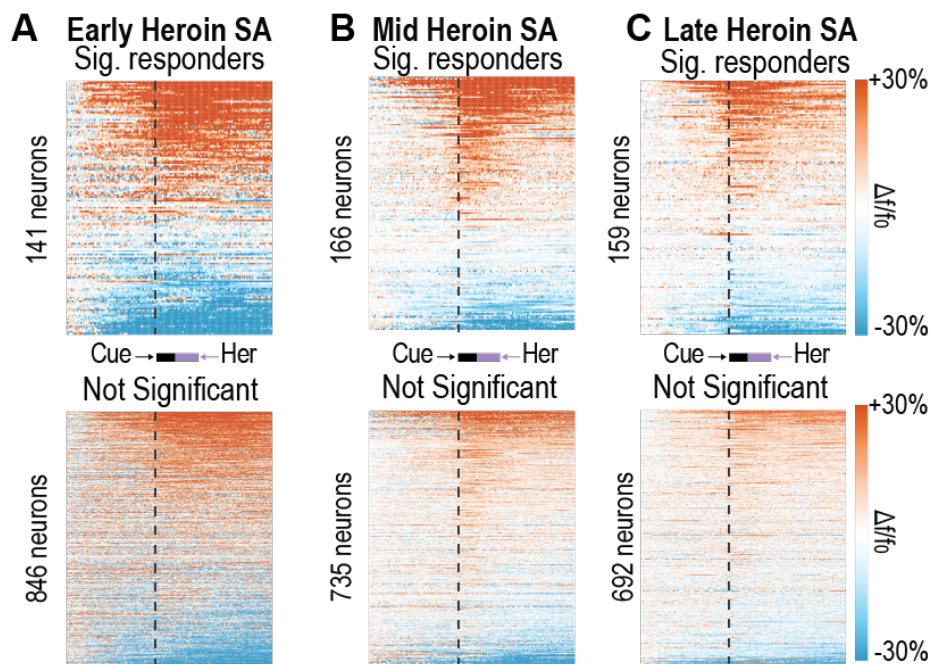 A Early Heroin SA
Sig. responders
141 neurons
Cue Her
Not Significant
846 neurons
B Mid Heroin SA
Sig. responders
166 neurons
Cue Her
Not Significant
735 neurons
C Late Heroin SA
Sig. responders
159 neurons
+30%
Δf/f0
-30%
Cue Her
Not Significant
692 neurons
+30%
Δf/f0
-30%